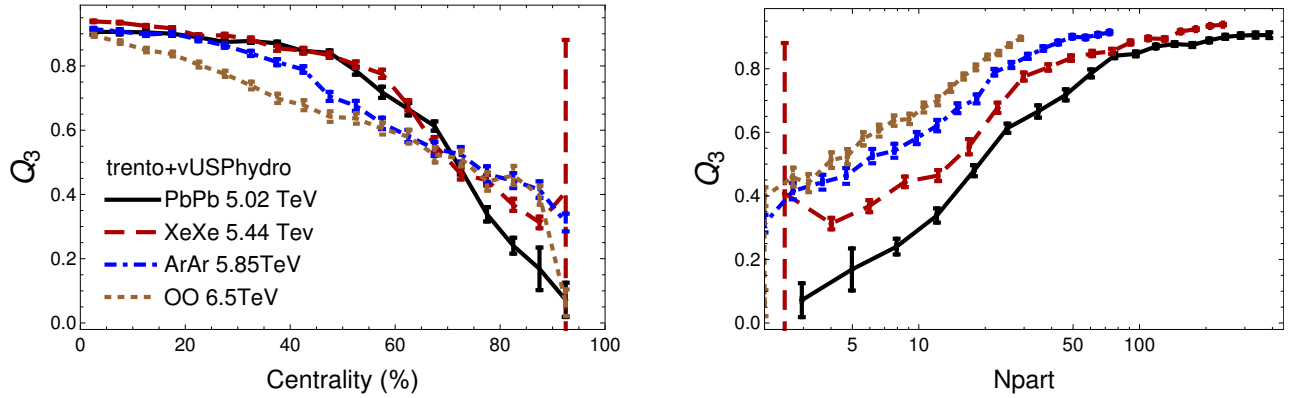 Q3
0.8
0.6
0.4
0.2
0.0
trento+vUSPhydro
PbPb 5.02 TeV
XeXe 5.44 Tev
ArAr 5.85TeV
OO 6.5TeV
0 20 40 60 80 100
Centrality (%)
Q3
0.8
0.6
0.4
0.2
0.0
5 10 50 100
Npart